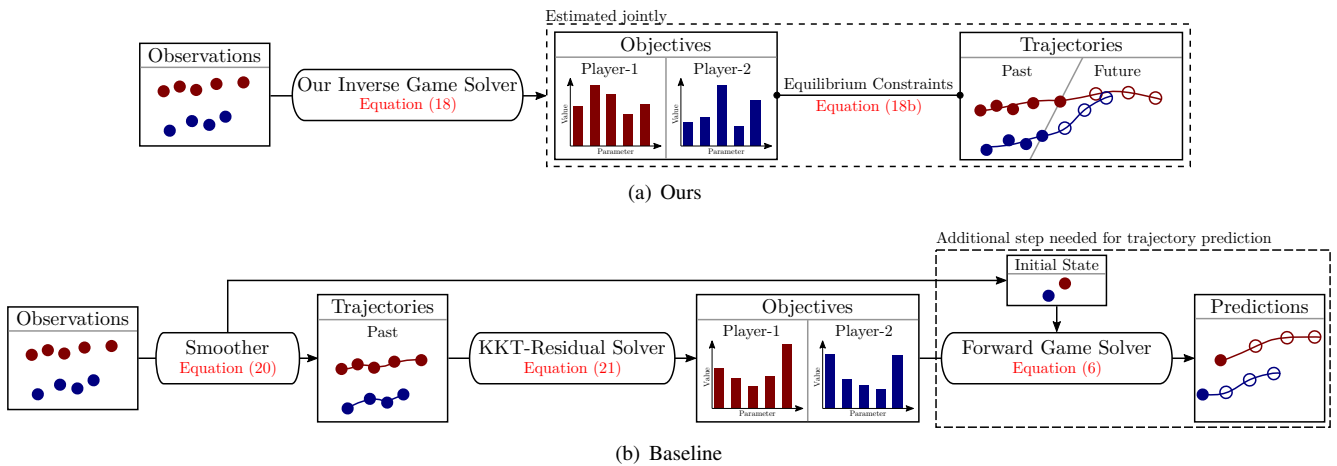 Estimated jointly
Observations
Our Inverse Game Solver
Equation (18)
Objectives
Player-1
Player-2
Value
Parameter
Value
Parameter
Equilibrium Constraints
Equation (18b)
Trajectories
Past
Future
(a) Ours
Additional step needed for trajectory prediction
Observations
Smoother
Equation (20)
Trajectories
Past
KKT-Residual Solver
Equation (21)
Objectives
Player-1
Player-2
Value
Parameter
Value
Parameter
Initial State
Forward Game Solver
Equation (6)
Predictions
(b) Baseline